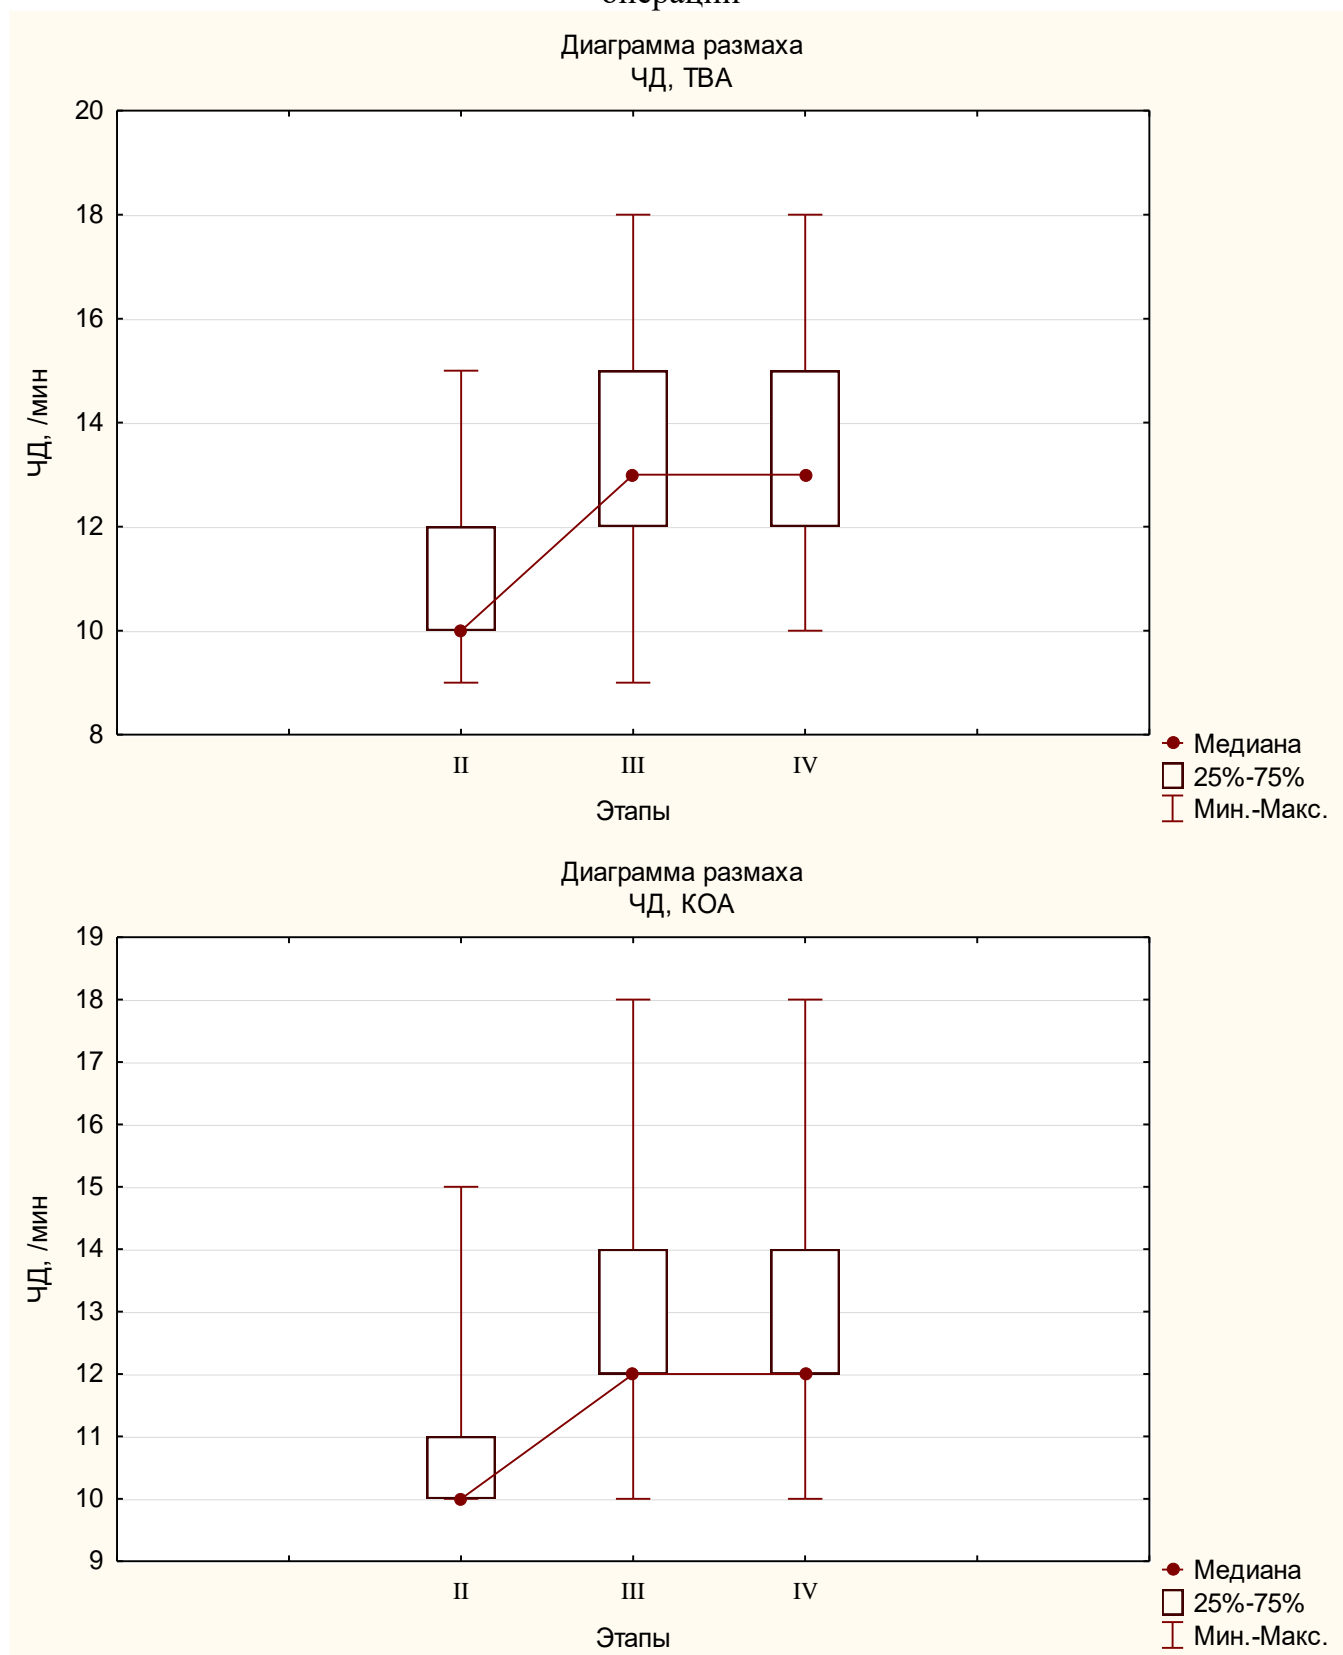 операции
Диаграмма размаха
ЧД, ТВА
20
18
16
14
12
10
8
ЧД, /мин
II III IV
Этапы
Медиана
25%-75%
Мин.-Макс.
Диаграмма размаха
ЧД, КОА
19
18
17
16
15
14
13
12
11
10
9
ЧД, /мин
II III IV
Этапы
Медиана
25%-75%
Мин.-Макс.